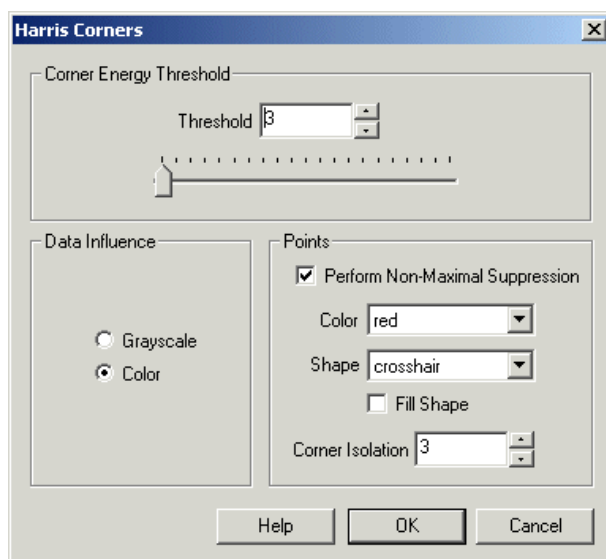 Harris Corners
Corner Energy Threshold
Threshold 3
Data Influence
Grayscale
Color
Points
Perform Non-Maximal Suppression
Color red
Shape crosshair
Fill Shape
Corner Isolation 3
Help OK Cancel